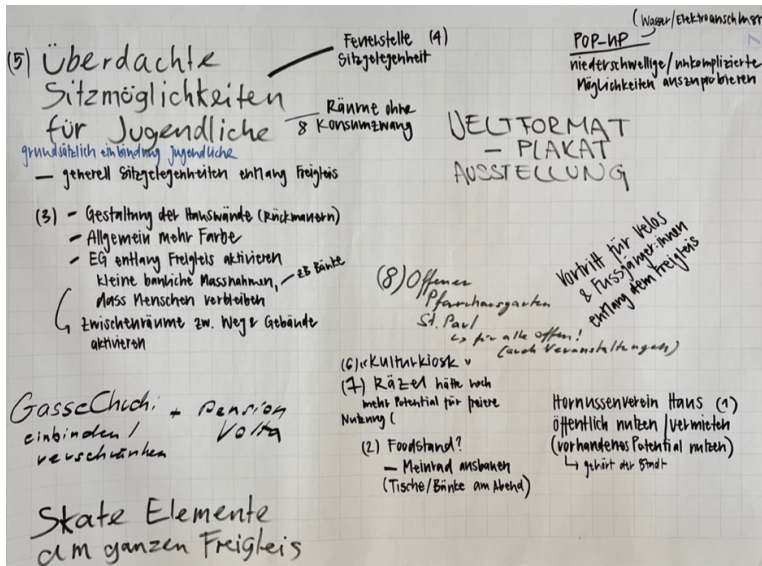 (5) Überdachte
Sitzmöglichkeiten
für Jugendliche
grundsätzlich einbindung Jugendliche
– generell Sitzgelegenheiten entlang Freigleis
Feuerstelle (4)
Sitzgelegenheit
Räume ohne
& Konsumzwang
(Wasser/Elektroanschluss
POP-UP
niederschwellige/unkomplizierte
Möglichkeiten auszuprobieren
WELTFORMAT
– PLAKAT
AUSSTELLUNG
(3) – Gestaltung der Hauswände (Rückmauern)
– Allgemein mehr Farbe
– EG entlang Freigleis aktivieren
kleine bauliche Massnahmen, – zB Bänke
dass Menschen verbleiben
Zwischenräume zw. Weg & Gebäude
aktivieren
Vortritt für Velos
& Fussgänger:innen
entlang dem Freigleis
(8) Offener
Pfarrhausgarten
St. Paul
↳ für alle offen!
(auch Veranstaltungen)
(6) «Kulturkiosk»
(7) Räzel hätte noch
mehr Potential für freiere
Nutzung (
(2) Foodstand?
– Meinrad ausbauen
(Tische/Bänke am Abend)
Hornussenverein Haus (1)
öffentlich nutzen/vermieten
(vorhandenes Potential nutzen)
↳ gehört der Stadt
GasseChuchi + Pension
einbinden / Volta
verschränken
Skate Elemente
am ganzen Freigleis